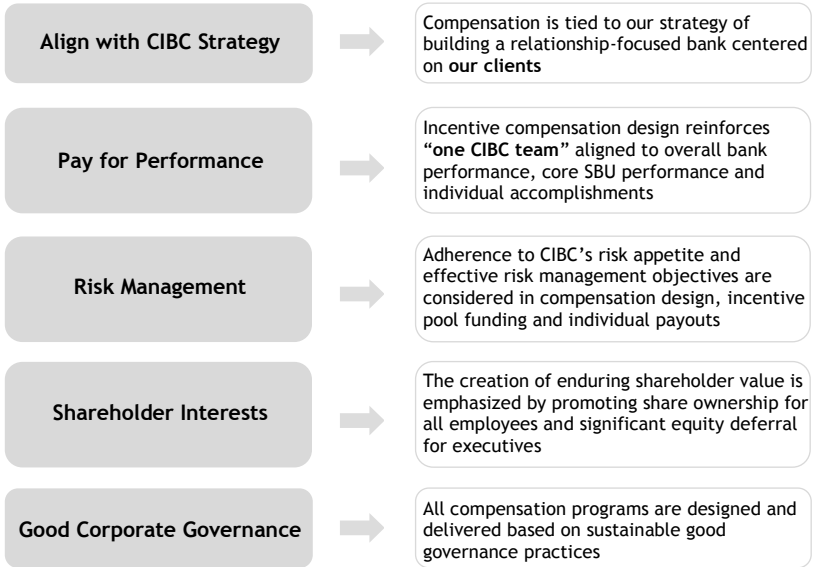 Align with CIBC Strategy
Compensation is tied to our strategy of
building a relationship-focused bank centered
on our clients
Pay for Performance
Incentive compensation design reinforces
“one CIBC team” aligned to overall bank
performance, core SBU performance and
individual accomplishments
Risk Management
Adherence to CIBC’s risk appetite and
effective risk management objectives are
considered in compensation design, incentive
pool funding and individual payouts
Shareholder Interests
The creation of enduring shareholder value is
emphasized by promoting share ownership for
all employees and significant equity deferral
for executives
Good Corporate Governance
All compensation programs are designed and
delivered based on sustainable good
governance practices